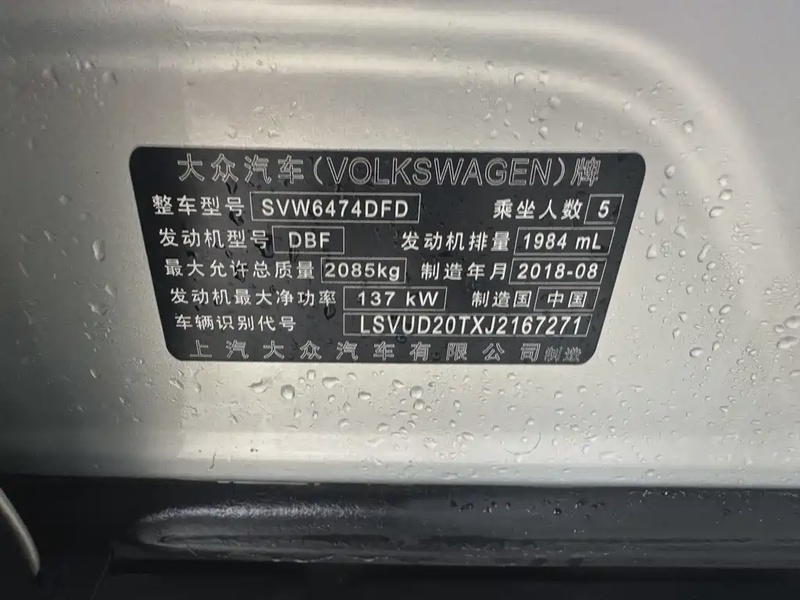 大众汽车(VOLKSWAGEN)牌
整车型号 SVW6474DFD 乘坐人数 5
发动机型号 DBF 发动机排量 1984 mL
最大允许总质量 2085kg 制造年月 2018-08
发动机最大净功率 137 kW 制造国 中国
车辆识别代号 LSVUD20TXJ2167271
上汽大众汽车有限公司 制造